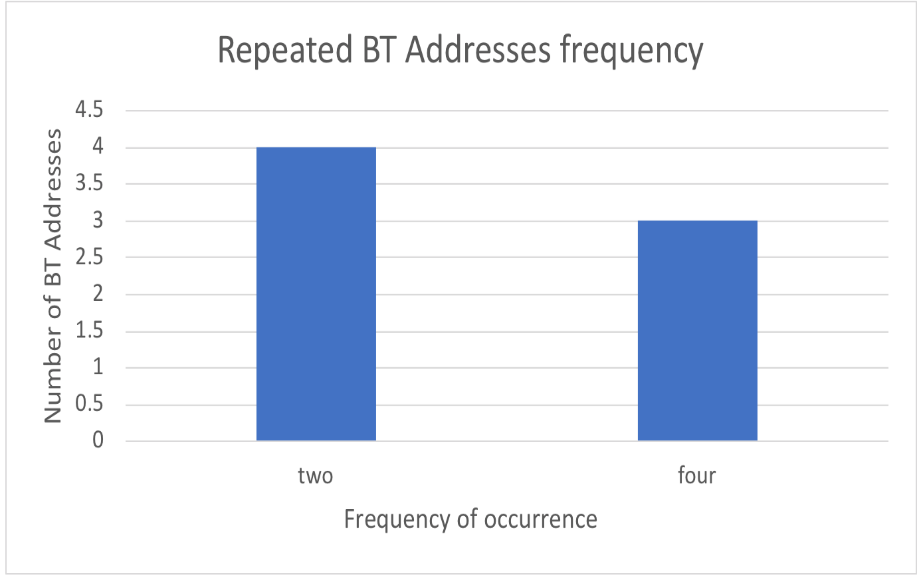 Repeated BT Addresses frequency
Number of BT Addresses
4.5
4
3.5
3
2.5
2
1.5
1
0.5
0
two four
Frequency of occurrence